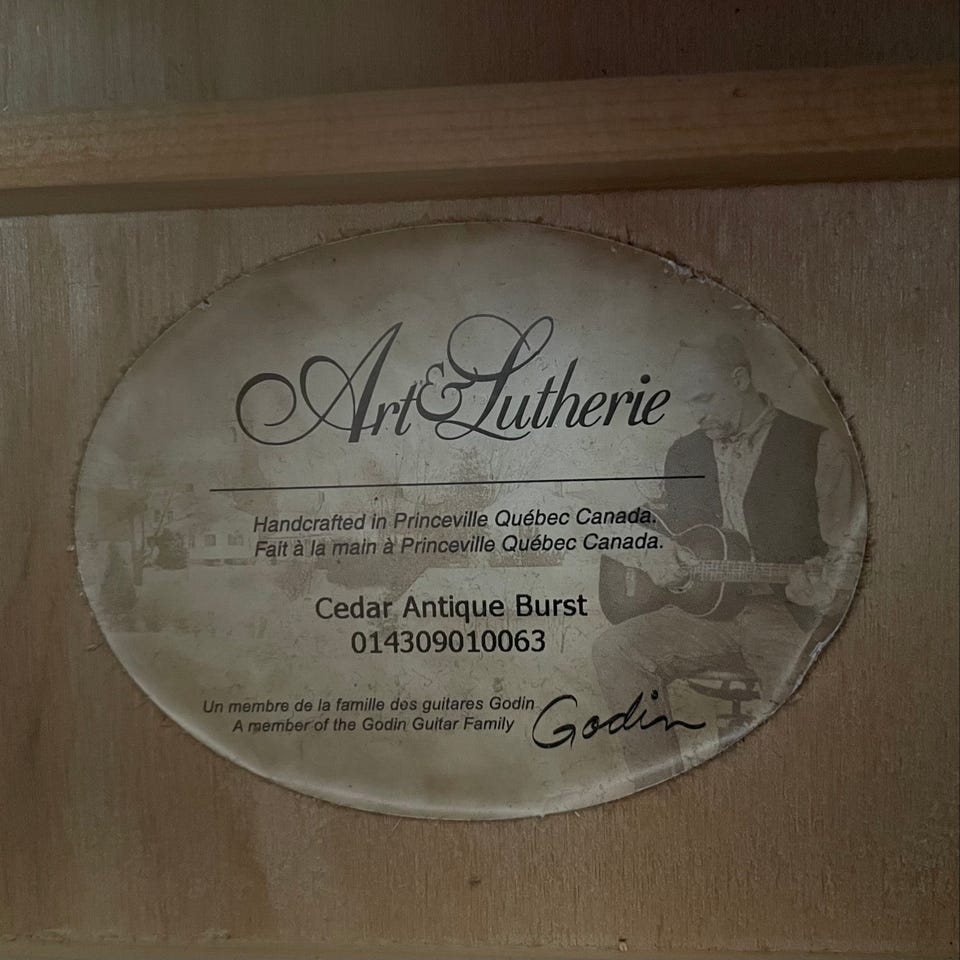 Art & Lutherie
Handcrafted in Princeville Québec Canada.
Fait à la main à Princeville Québec Canada.
Cedar Antique Burst
014309010063
Un membre de la famille des guitares Godin
A member of the Godin Guitar Family
Godin